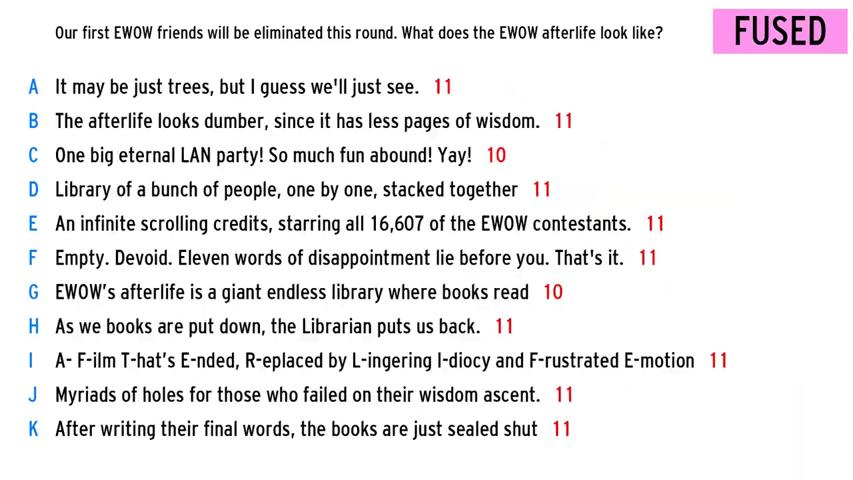 Our first EWOW friends will be eliminated this round. What does the EWOW afterlife look like?
FUSED
A It may be just trees, but I guess we'll just see. 11
B The afterlife looks dumber, since it has less pages of wisdom. 11
C One big eternal LAN party! So much fun abound! Yay! 10
D Library of a bunch of people, one by one, stacked together 11
E An infinite scrolling credits, starring all 16,607 of the EWOW contestants. 11
F Empty. Devoid. Eleven words of disappointment lie before you. That's it. 11
G EWOW’s afterlife is a giant endless library where books read 10
H As we books are put down, the Librarian puts us back. 11
I A- F-ilm T-hat’s E-nded, R-eplaced by L-ingering I-diocy and F-rustrated E-motion 11
J Myriads of holes for those who failed on their wisdom ascent. 11
K After writing their final words, the books are just sealed shut 11